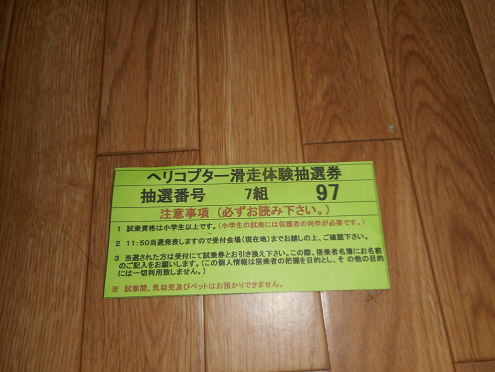 ヘリコプター滑走体験抽選券
抽選番号 7組 97
注意事項（必ずお読み下さい。）
1 試乗資格は小学生以上です。（小学生の試乗には保護者の同伴が必要です。）
2 11:50当選発表しますので受付会場（現在地）までお越しの上、ご確認下さい。
3 当選された方は受付にて試乗券とお引き換え下さい。この際、搭乗者名簿にお名前
のご記入をお願いします。（この個人情報は搭乗者の把握を目的とし、その他の目的
には一切利用致しません。）
※ 試乗間、乳幼児及びペットはお預かりできません。